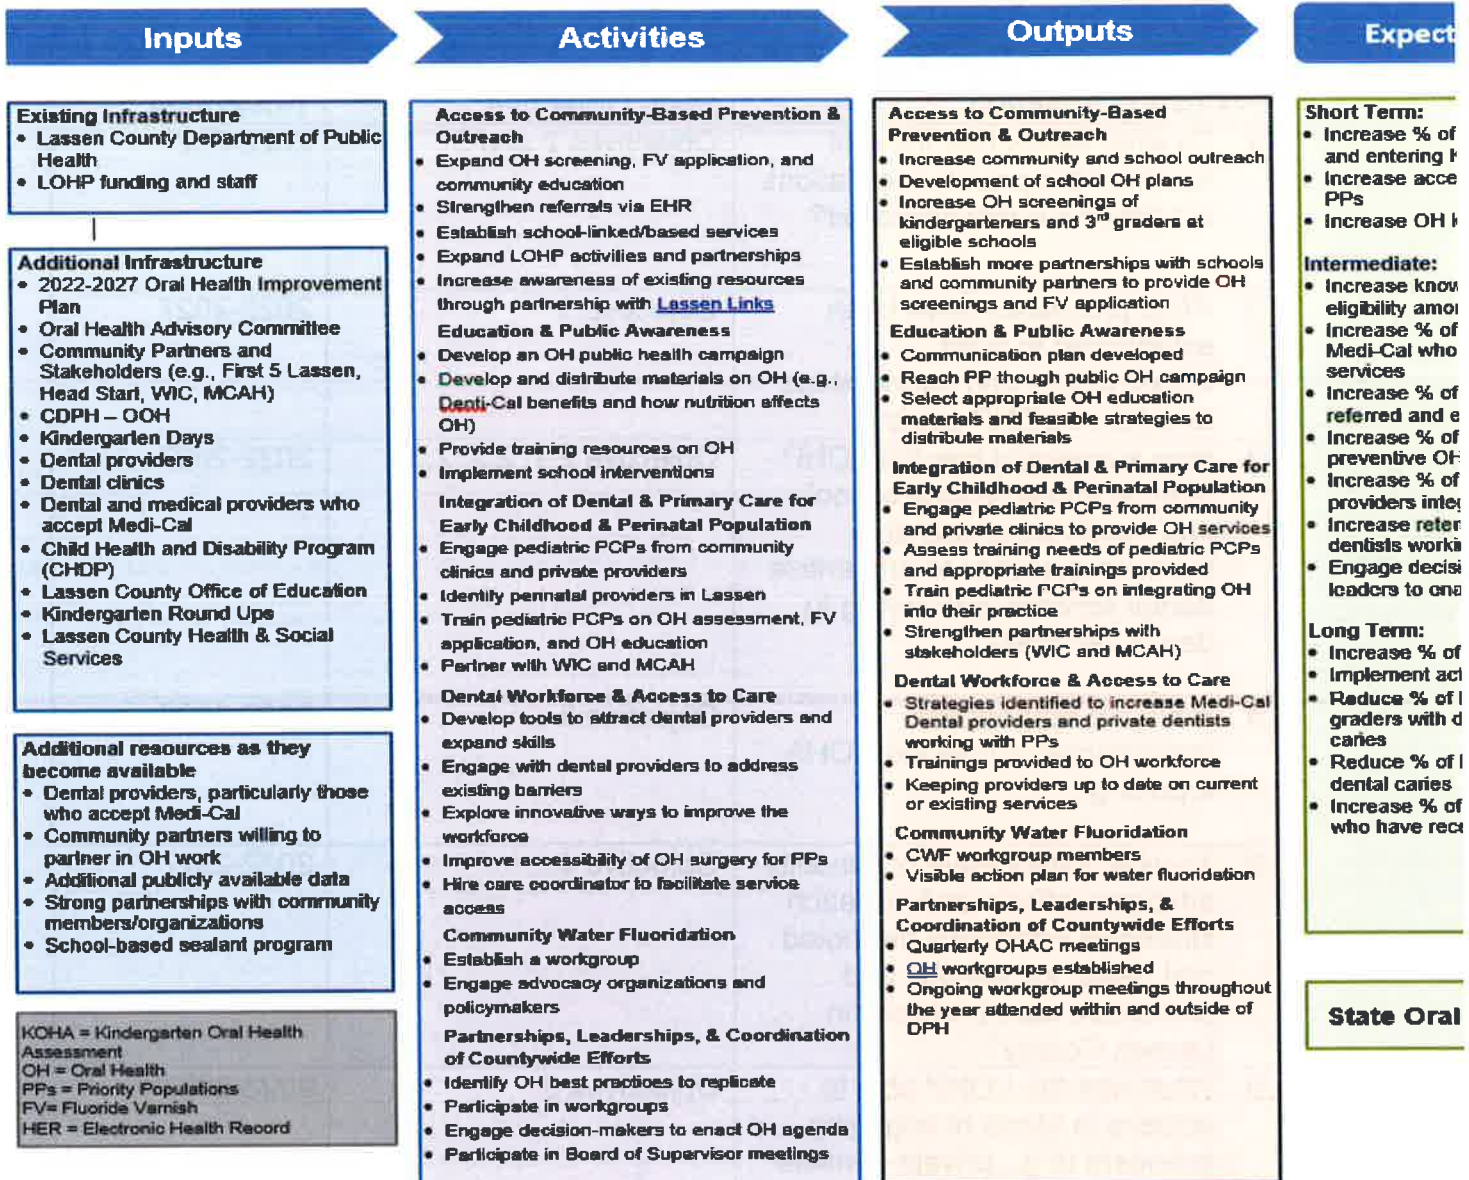 Inputs
Existing Infrastructure
• Lassen County Department of Public
Health
• LOHP funding and staff
Additional Infrastructure
• 2022-2027 Oral Health Improvement
Plan
• Oral Health Advisory Committee
• Community Partners and
Stakeholders (e.g., First 5 Lassen,
Head Start, WIC, MCAH)
• CDPH – OOH
• Kindergarten Days
• Dental providers
• Dental clinics
• Dental and medical providers who
accept Medi-Cal
• Child Health and Disability Program
(CHDP)
• Lassen County Office of Education
• Kindergarten Round Ups
• Lassen County Health & Social
Services
Additional resources as they
become available
• Dental providers, particularly those
who accept Medi-Cal
• Community partners willing to
partner in OH work
• Additional publicly available data
• Strong partnerships with community
members/organizations
• School-based sealant program
KOHA = Kindergarten Oral Health
Assessment
OH = Oral Health
PPs = Priority Populations
FV= Fluoride Varnish
HER = Electronic Health Record
Activities
Access to Community-Based Prevention &
Outreach
• Expand OH screening, FV application, and
community education
• Strengthen referrals via EHR
• Establish school-linked/based services
• Expand LOHP activities and partnerships
• Increase awareness of existing resources
through partnership with Lassen Links
Education & Public Awareness
• Develop an OH public health campaign
• Develop and distribute materials on OH (e.g.,
Denti-Cal benefits and how nutrition affects
OH)
• Provide training resources on OH
• Implement school interventions
Integration of Dental & Primary Care for
Early Childhood & Perinatal Population
• Engage pediatric PCPs from community
clinics and private providers
• Identify perinatal providers in Lassen
• Train pediatric PCPs on OH assessment, FV
application, and OH education
• Partner with WIC and MCAH
Dental Workforce & Access to Care
• Develop tools to attract dental providers and
expand skills
• Engage with dental providers to address
existing barriers
• Explore innovative ways to improve the
workforce
• Improve accessibility of OH surgery for PPs
• Hire care coordinator to facilitate service
access
Community Water Fluoridation
• Establish a workgroup
• Engage advocacy organizations and
policymakers
Partnerships, Leaderships, & Coordination
of Countywide Efforts
• Identify OH best practices to replicate
• Participate in workgroups
• Engage decision-makers to enact OH agenda
• Participate in Board of Supervisor meetings
Outputs
Access to Community-Based
Prevention & Outreach
• Increase community and school outreach
• Development of school OH plans
• Increase OH screenings of
kindergarteners and 3rd graders at
eligible schools
• Establish more partnerships with schools
and community partners to provide OH
screenings and FV application
Education & Public Awareness
• Communication plan developed
• Reach PP though public OH campaign
• Select appropriate OH education
materials and feasible strategies to
distribute materials
Integration of Dental & Primary Care for
Early Childhood & Perinatal Population
• Engage pediatric PCPs from community
and private clinics to provide OH services
• Assess training needs of pediatric PCPs
and appropriate trainings provided
• Train pediatric PCPs on integrating OH
into their practice
• Strengthen partnerships with
stakeholders (WIC and MCAH)
Dental Workforce & Access to Care
• Strategies identified to increase Medi-Cal
Dental providers and private dentists
working with PPs
• Trainings provided to OH workforce
• Keeping providers up to date on current
or existing services
Community Water Fluoridation
• CWF workgroup members
• Visible action plan for water fluoridation
Partnerships, Leaderships, &
Coordination of Countywide Efforts
• Quarterly OHAC meetings
• OH workgroups established
• Ongoing workgroup meetings throughout
the year attended within and outside of
DPH
Expect
Short Term:
• Increase % of
and entering
• Increase acce
PPs
• Increase OH
Intermediate:
• Increase know
eligibility amo
• Increase % of
Medi-Cal who
services
• Increase % of
referred and e
• Increase % of
preventive OH
• Increase % of
providers integ
• Increase reten
dentists worki
• Engage decisi
leaders to ena
Long Term:
• Increase % of
• Implement act
• Reduce % of
graders with d
caries
• Reduce % of
dental caries
• Increase % of
who have rece
State Oral